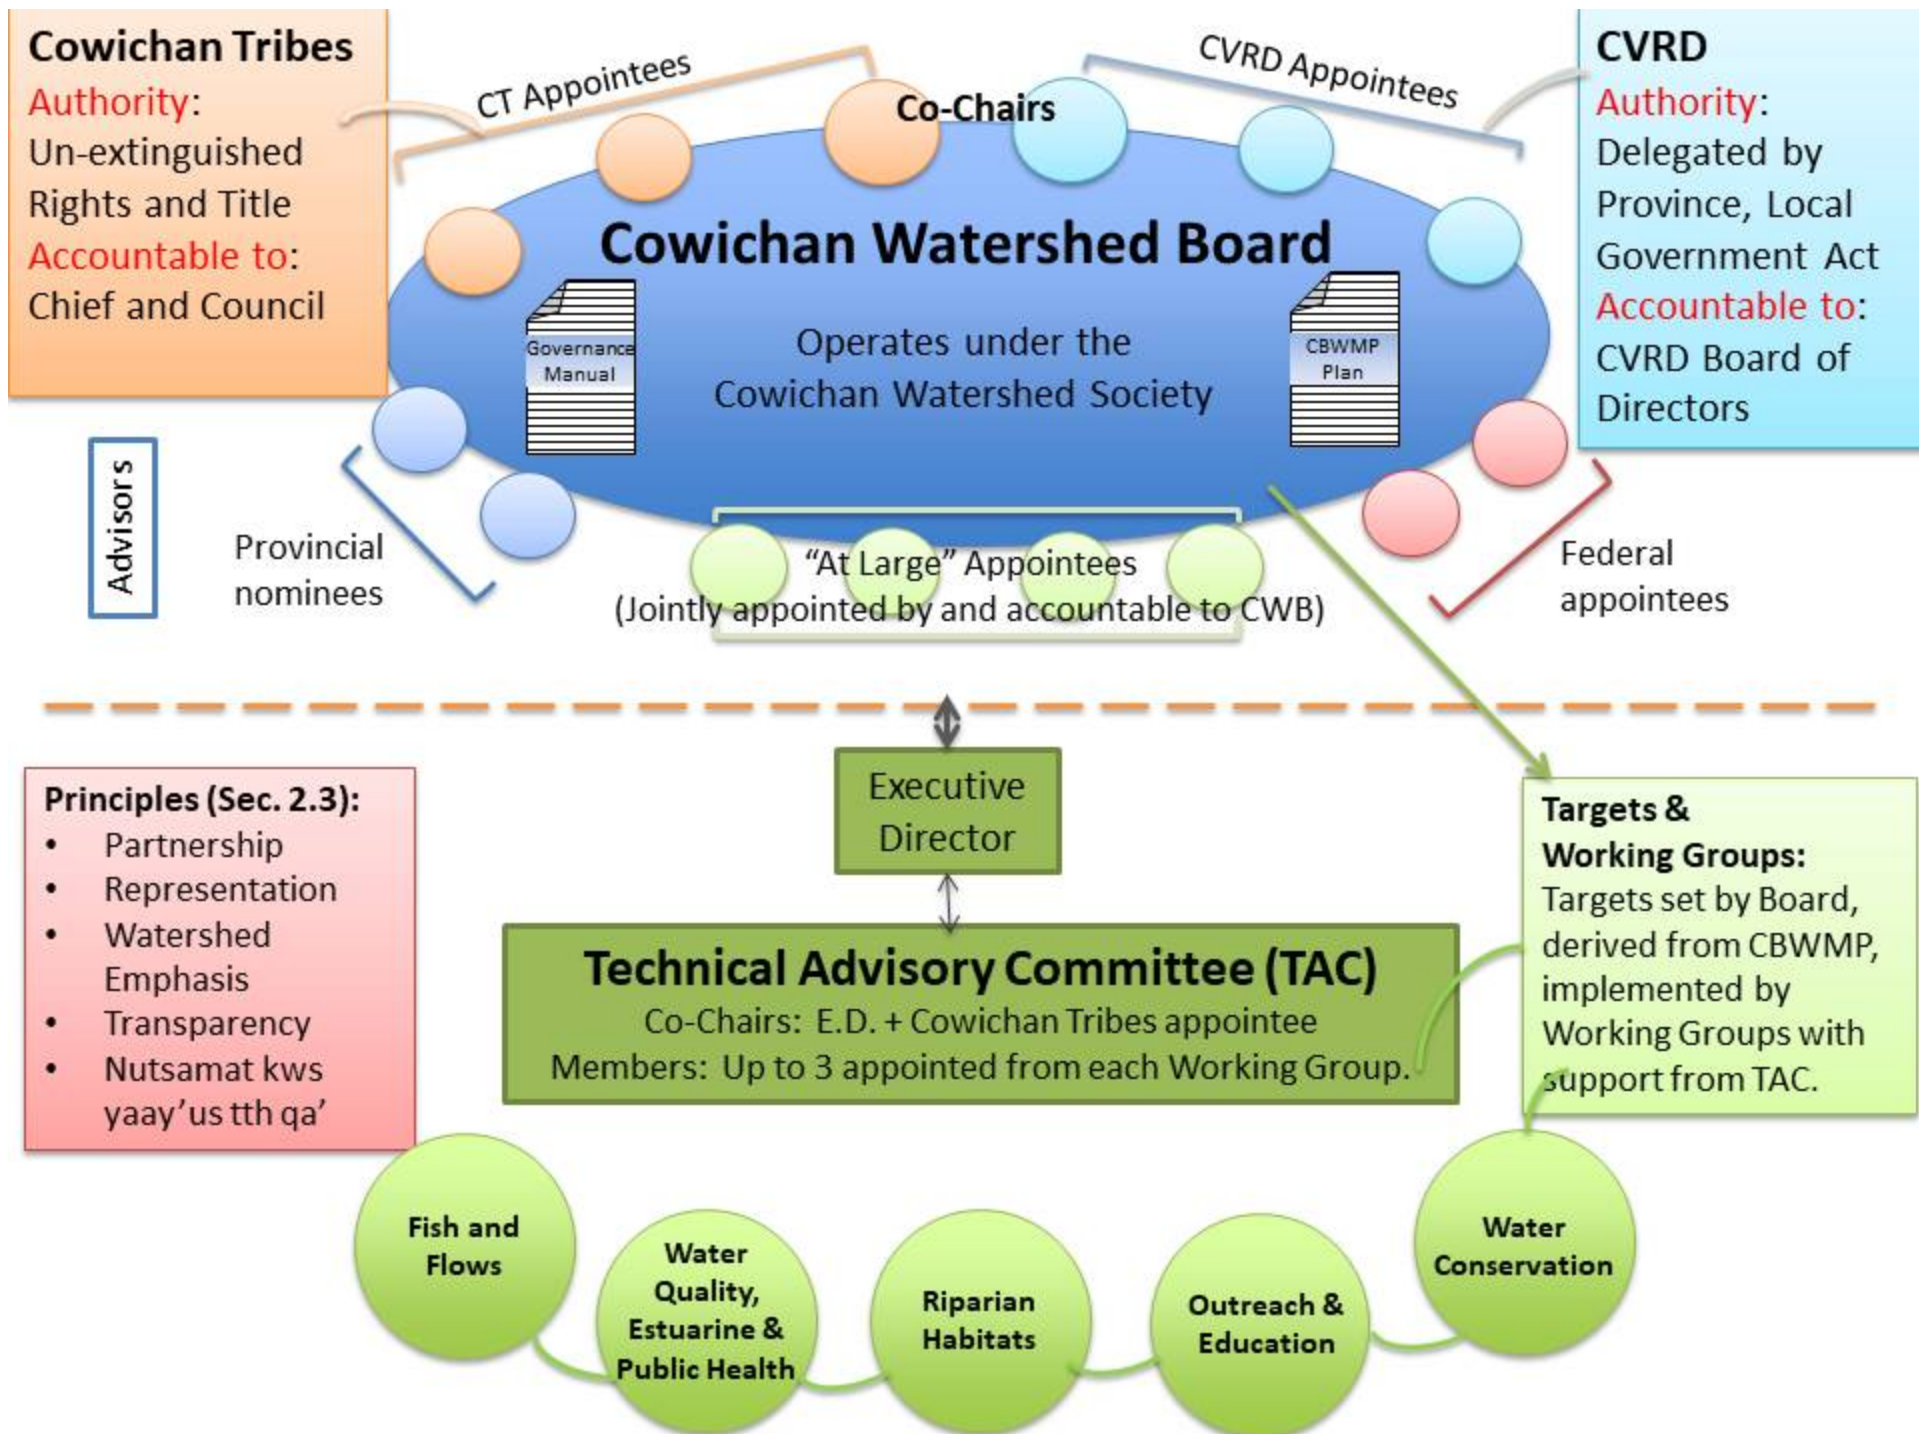 Cowichan Tribes
Authority:
Un-extinguished
Rights and Title
Accountable to:
Chief and Council
CT Appointees
Co-Chairs
CVRD Appointees
CVRD
Authority:
Delegated by
Province, Local
Government Act
Accountable to:
CVRD Board of
Directors
Cowichan Watershed Board
Governance
Manual
Operates under the
Cowichan Watershed Society
CBWMP
Plan
Advisors
Provincial
nominees
“At Large” Appointees
(Jointly appointed by and accountable to CWB)
Federal
appointees
Principles (Sec. 2.3):
• Partnership
• Representation
• Watershed
Emphasis
• Transparency
• Nutsamat kws
yaay’us tth qa’
Executive
Director
Technical Advisory Committee (TAC)
Co-Chairs: E.D. + Cowichan Tribes appointee
Members: Up to 3 appointed from each Working Group.
Targets &
Working Groups:
Targets set by Board,
derived from CBWMP,
implemented by
Working Groups with
support from TAC.
Fish and
Flows
Water
Quality,
Estuarine &
Public Health
Riparian
Habitats
Outreach &
Education
Water
Conservation